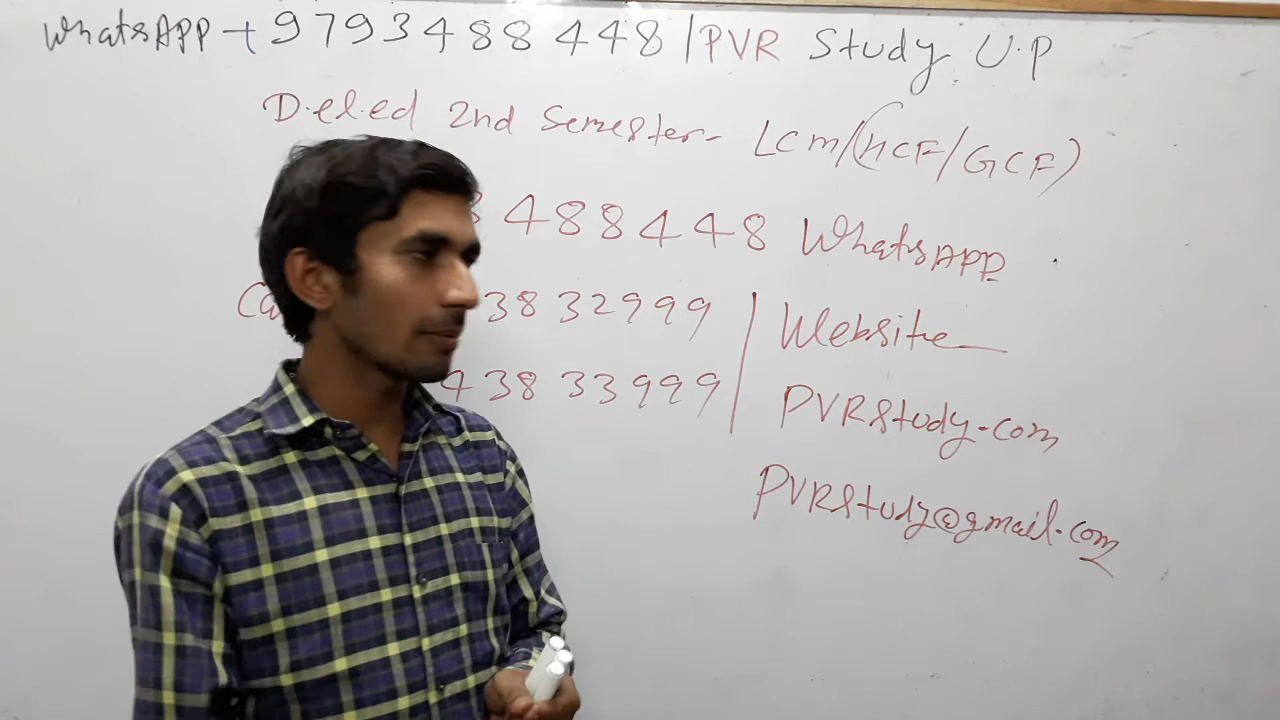 WhatsAPP + 9793488448 | PVR Study U.P
D.el.ed 2nd Semester - LCM/(HCF/GCF)
488448 WhatsAPP
3832999 | Website
43833999 | PVRStudy.com
PVRStudy@gmail.com